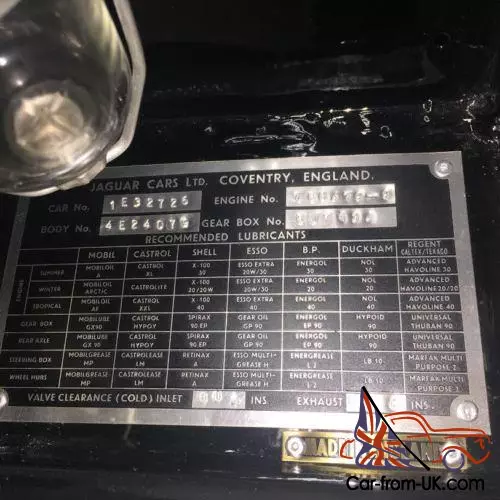 JAGUAR CARS LTD. COVENTRY, ENGLAND.
CAR No. 1E32725 ENGINE No.
BODY No. 4E24079 GEAR BOX No.
RECOMMENDED LUBRICANTS
MOBIL CASTROL SHELL ESSO B.P. DUCKHAM REGENT CALTEX/TEXACO
ENGINE
SUMMER MOBILOIL A CASTROL XL X-100 30 ESSO EXTRA 20W/30 ENERGOL 30 NOL 30 ADVANCED HAVOLINE 30
WINTER MOBILOIL ARCTIC CASTROLITE X-100 20/20W ESSO EXTRA 20W/30 ENERGOL 20 NOL 20 ADVANCED HAVOLINE 20/20
TROPICAL MOBILOIL AF CASTROL XXL X-100 40 ESSO EXTRA 40 ENERGOL 40 NOL 40 ADVANCED HAVOLINE 40
GEAR BOX MOBILUBE GX90 CASTROL HYPOY SPIRAX 90 EP GEAR OIL GP 90 ENERGOL EP 90 HYPOID 90 UNIVERSAL THUBAN 90
REAR AXLE MOBILUBE GX 90 CASTROL HYPOY SPIRAX 90 EP GEAR OIL GP 90 ENERGOL EP 90 HYPOID 90 UNIVERSAL THUBAN 90
STEERING BOX MOBILGREASE MP CASTROLEASE LM RETINAX A ESSO MULTI-GREASE H ENERGREASE L 2 LB 10 MARFAK MULTI PURPOSE 2
WHEEL HUBS MOBILGREASE MP CASTROLEASE LM RETINAX A ESSO MULTI-GREASE H ENERGREASE L 2 LB 10 MARFAK MULTI PURPOSE 2
VALVE CLEARANCE (COLD) INLET INS. EXHAUST INS.
Car-from-UK.com